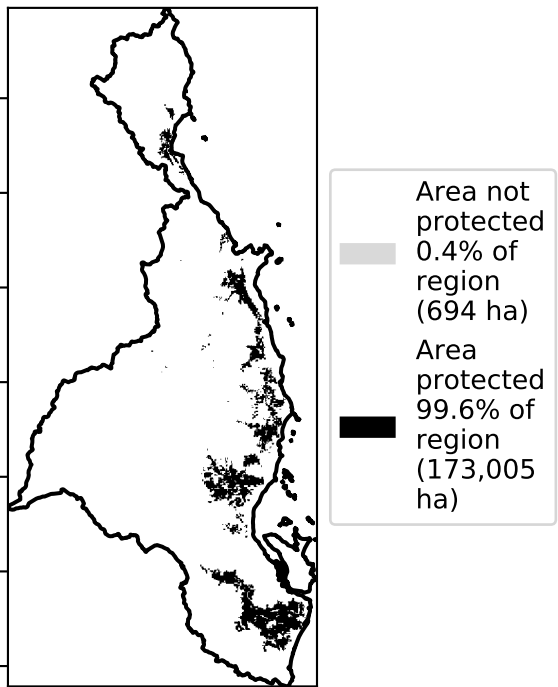 Area not
protected
0.4% of
region
(694 ha)
Area
protected
99.6% of
region
(173,005
ha)